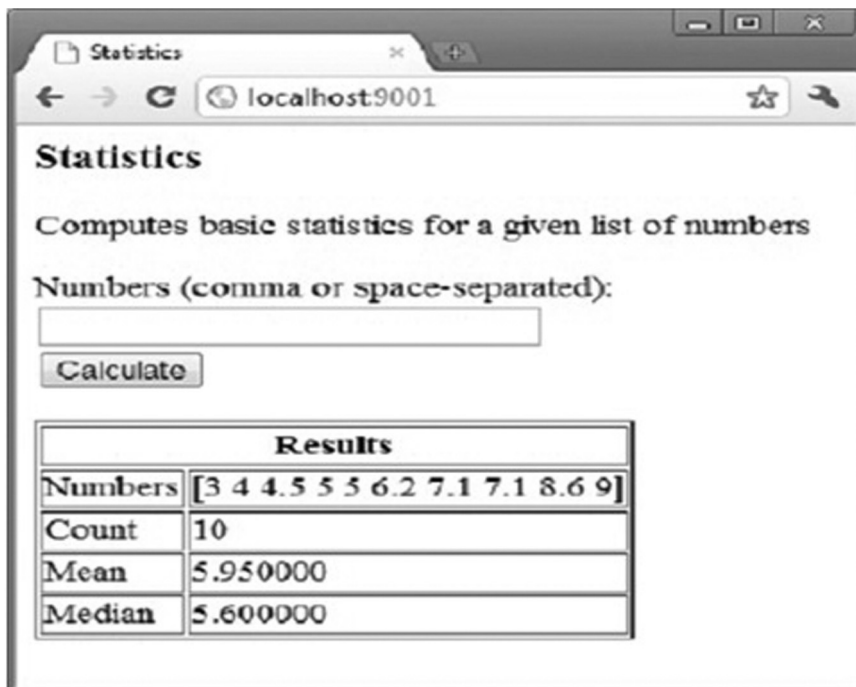 Statistics
localhost:9001
Statistics
Computes basic statistics for a given list of numbers
Numbers (comma or space-separated):
Calculate
Results
Numbers [3 4 4.5 5 5 6.2 7.1 7.1 8.6 9]
Count 10
Mean 5.950000
Median 5.600000